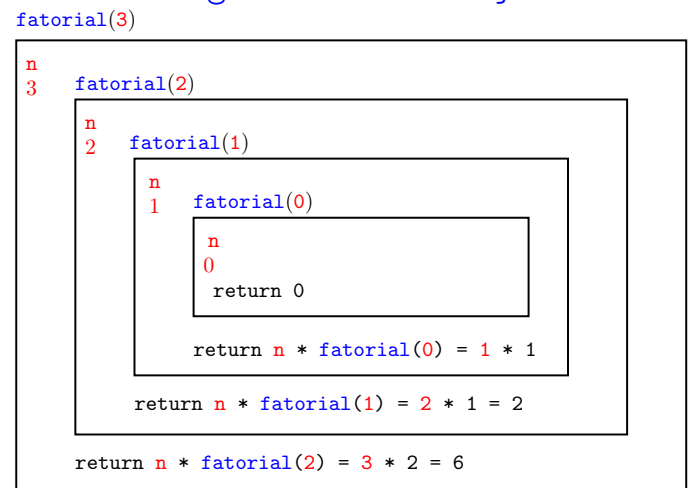 fatorial(3)
n
3
fatorial(2)
n
2
fatorial(1)
n
1
fatorial(0)
n
0
return 0
return n * fatorial(0) = 1 * 1
return n * fatorial(1) = 2 * 1 = 2
return n * fatorial(2) = 3 * 2 = 6